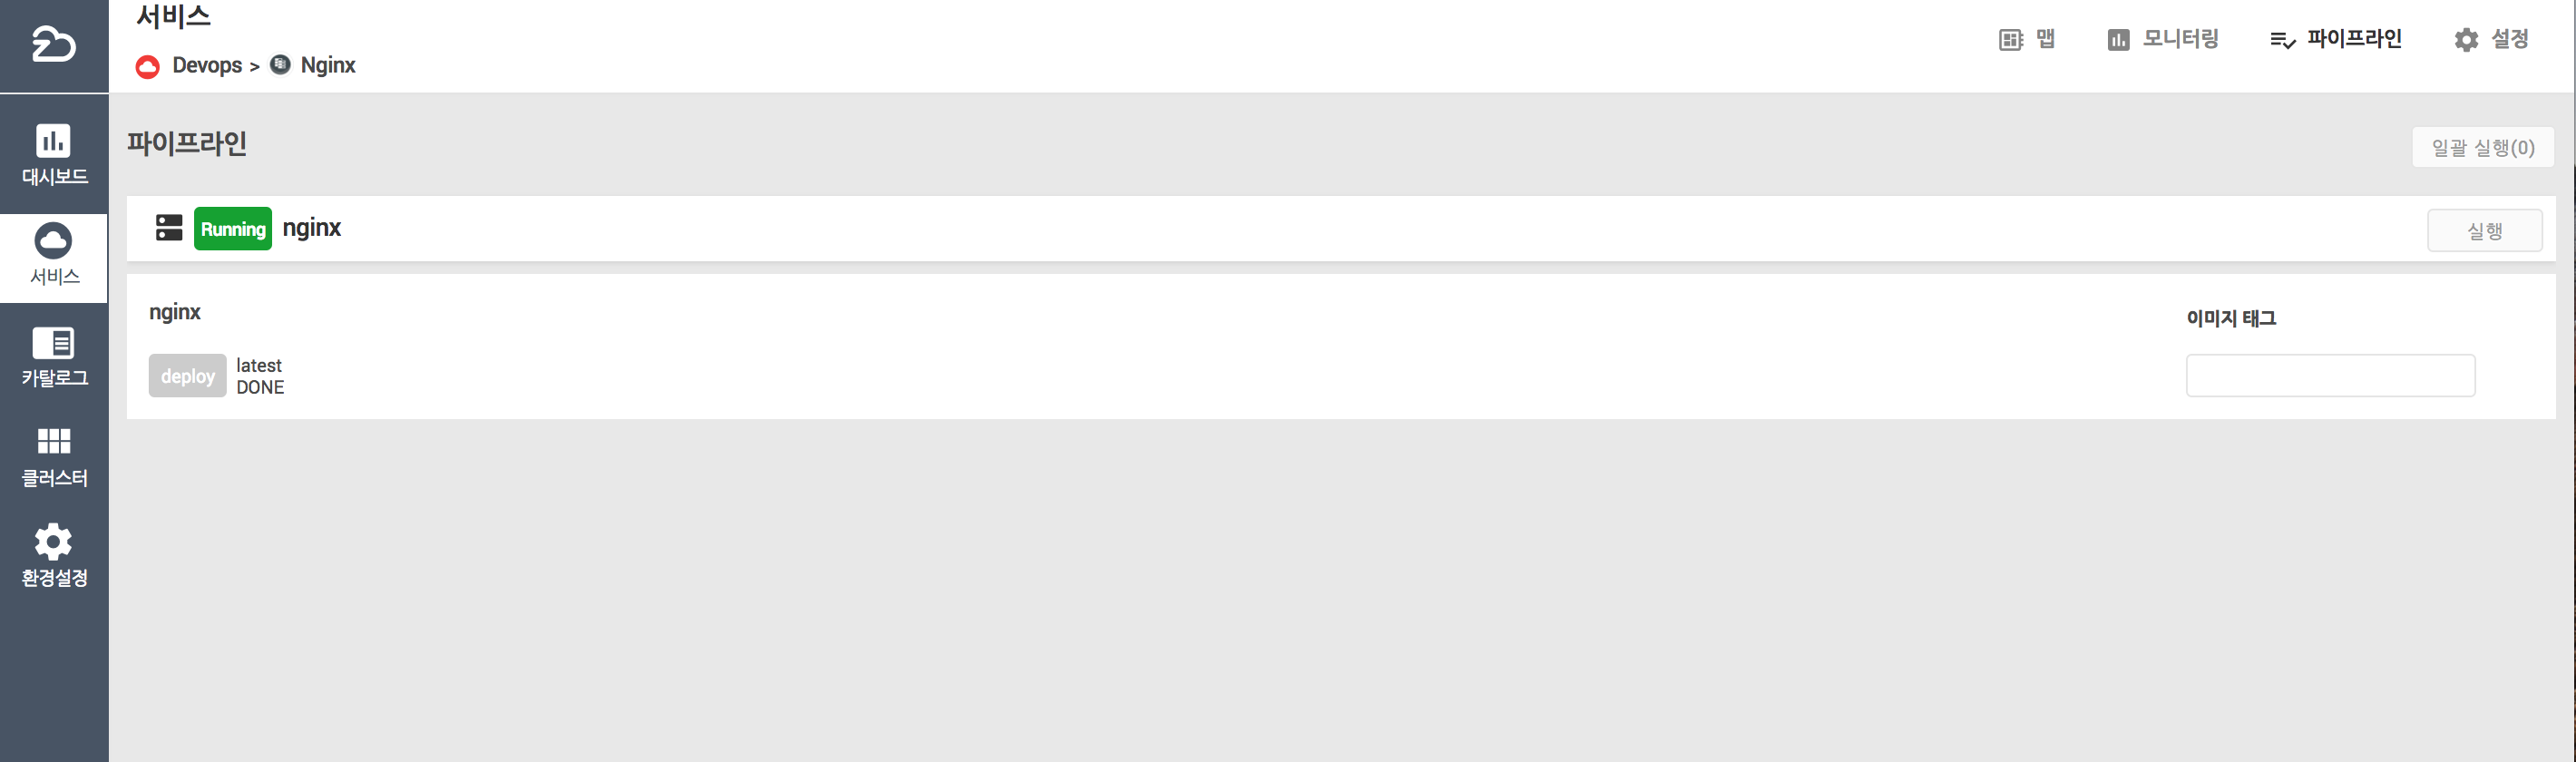 서비스
Devops > Nginx
맵
모니터링
파이프라인
설정
대시보드
서비스
카탈로그
클러스터
환경설정
파이프라인
일괄 실행(0)
Running nginx
실행
nginx
이미지 태그
deploy
latest
DONE